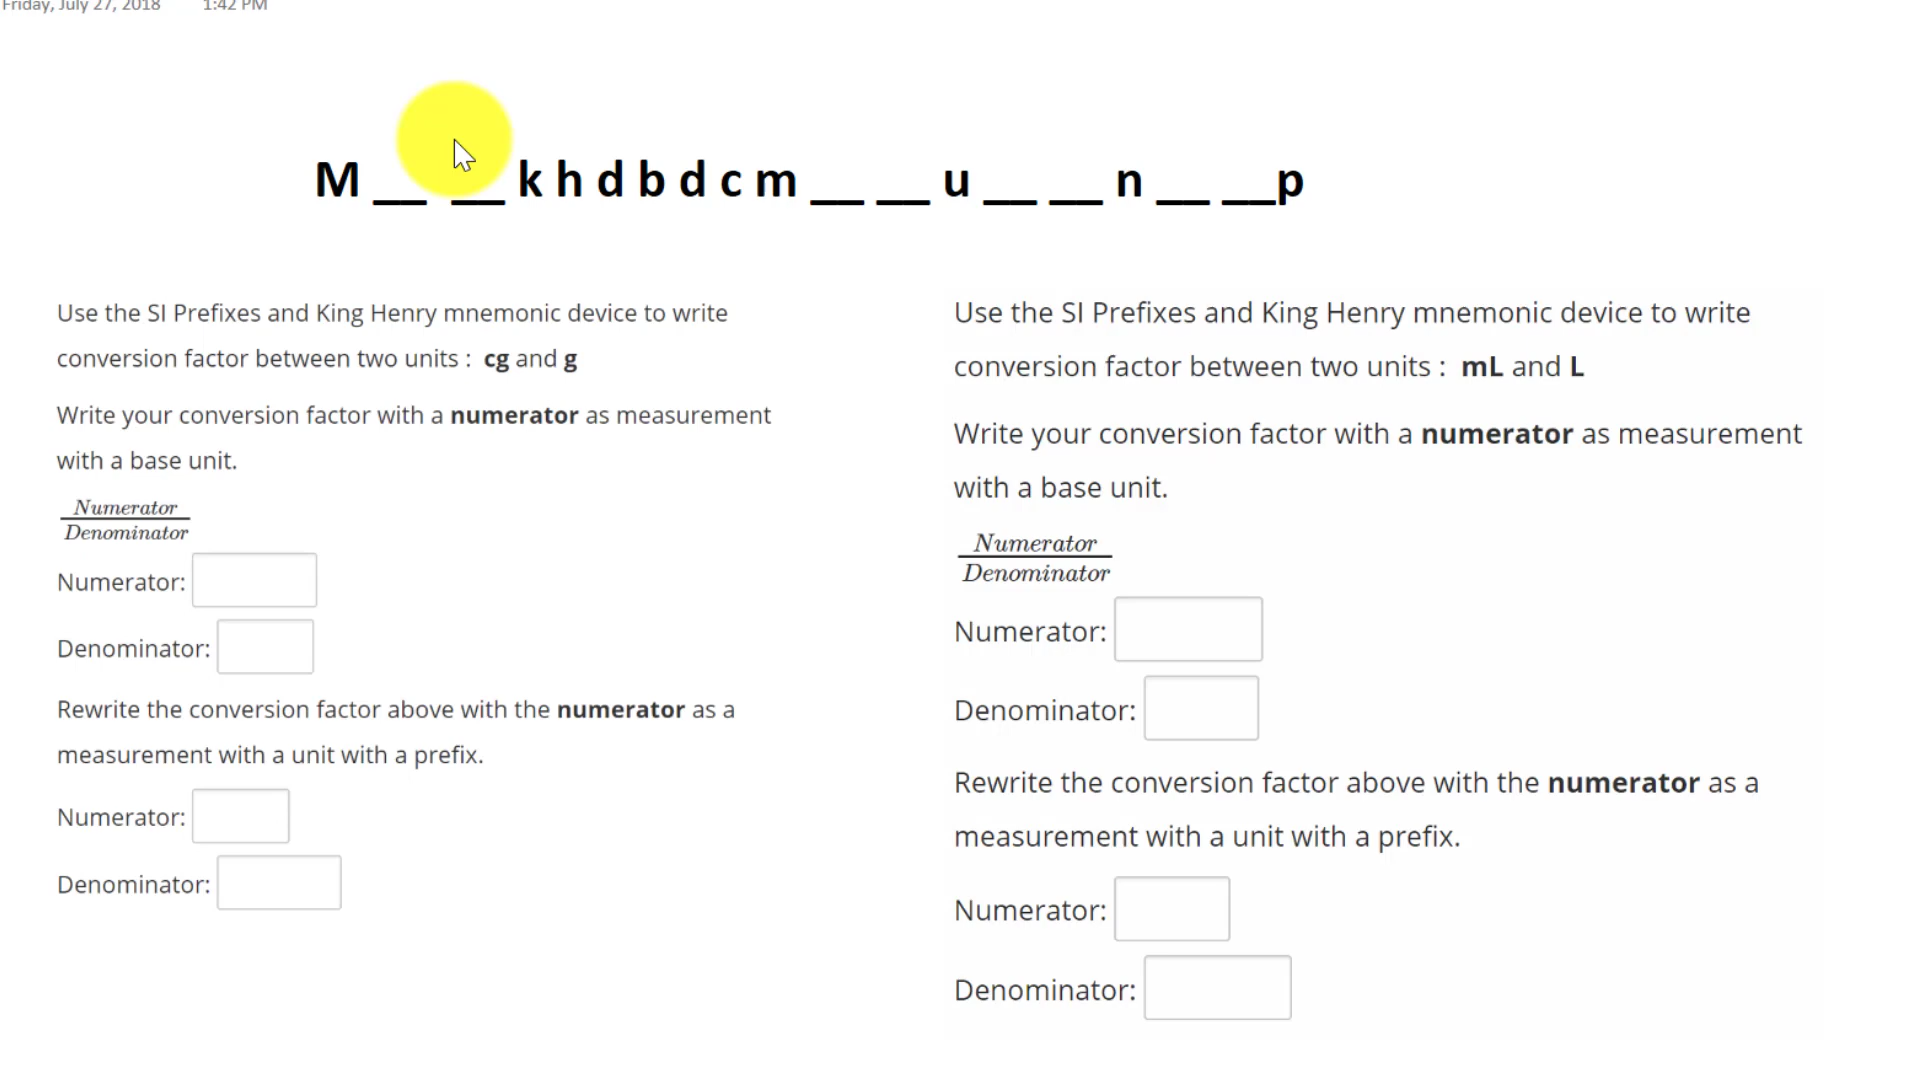 Friday, July 27, 2018 1:42 PM
M __ __ k h d b d c m __ __ u __ __ n __ __p
Use the SI Prefixes and King Henry mnemonic device to write
conversion factor between two units : cg and g
Write your conversion factor with a numerator as measurement
with a base unit.
Numerator
Denominator
Numerator:
Denominator:
Rewrite the conversion factor above with the numerator as a
measurement with a unit with a prefix.
Numerator:
Denominator:
Use the SI Prefixes and King Henry mnemonic device to write
conversion factor between two units : mL and L
Write your conversion factor with a numerator as measurement
with a base unit.
Numerator
Denominator
Numerator:
Denominator:
Rewrite the conversion factor above with the numerator as a
measurement with a unit with a prefix.
Numerator:
Denominator: